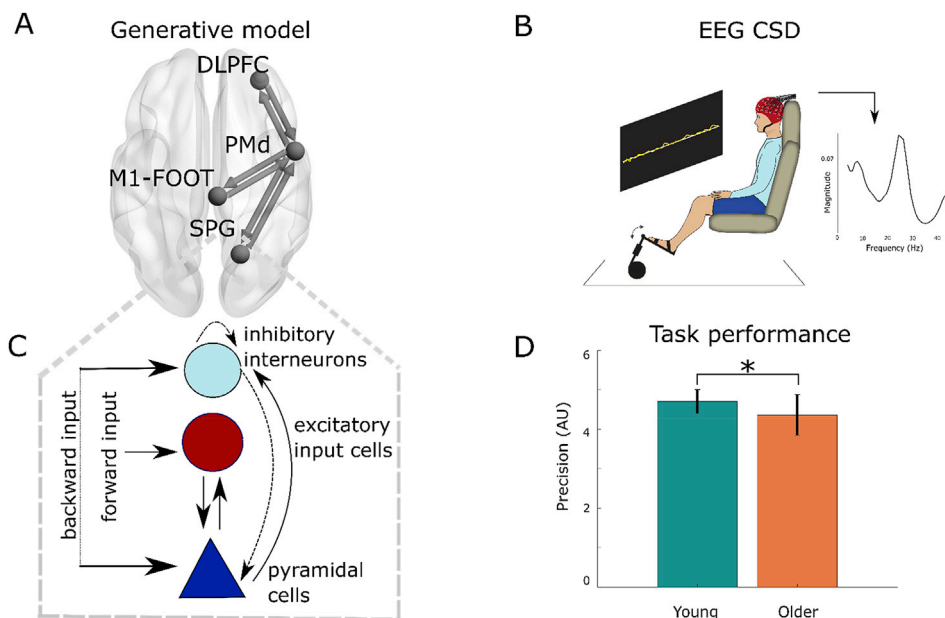 A
Generative model
DLPFC
PMd
M1-FOOT
SPG
B
EEG CSD
0.07
Magnitude
0
10
20
30
40
Frequency (Hz)
C
inhibitory
interneurons
backward input
forward input
excitatory
input cells
pyramidal
cells
D
Task performance
*
6
4
2
0
Precision (AU)
Young
Older